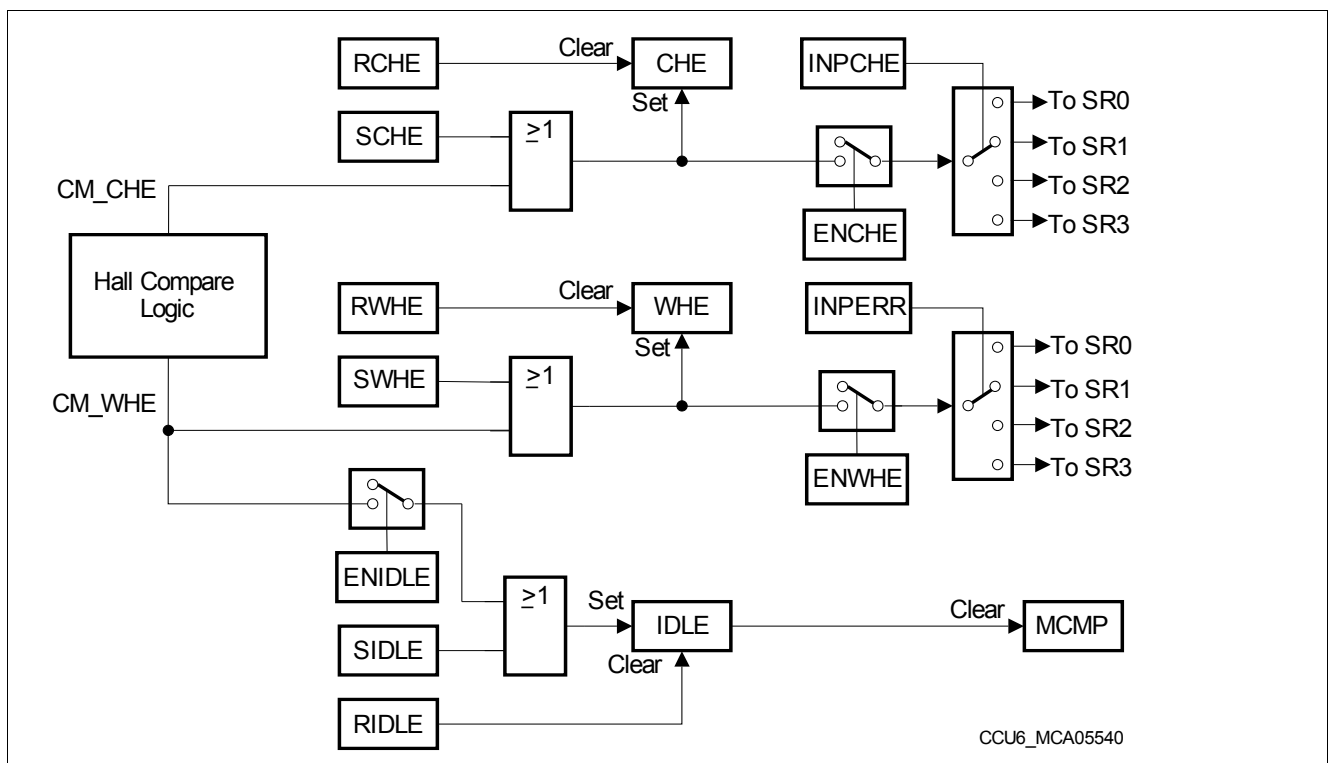 RCHE
Clear
CHE
INPCHE
Set
To SR0
SCHE
≥1
To SR1
To SR2
CM_CHE
To SR3
ENCHE
Hall Compare
Logic
RWHE
Clear
WHE
INPERR
Set
To SR0
SWHE
≥1
To SR1
CM_WHE
To SR2
To SR3
ENWHE
ENIDLE
≥1
Set
IDLE
Clear
MCMP
SIDLE
Clear
RIDLE
CCU6_MCA05540